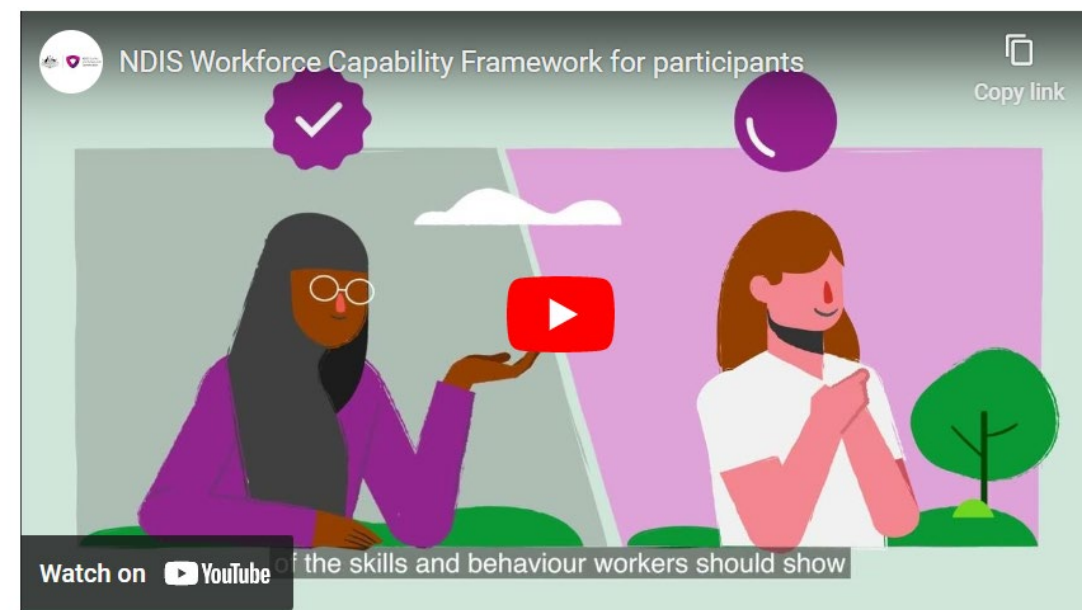 NDIS Workforce Capability Framework for participants
Copy link
of the skills and behaviour workers should show
Watch on YouTube